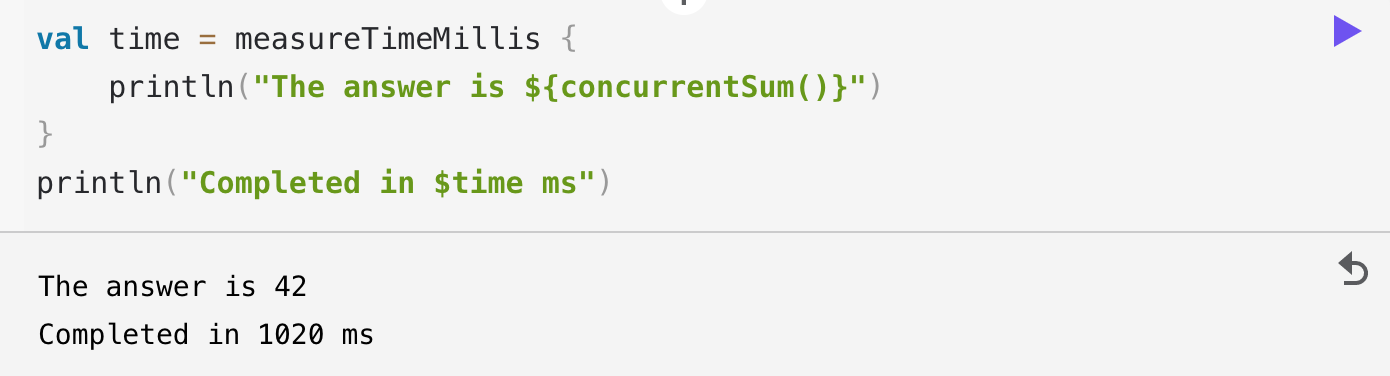 val time = measureTimeMillis {
    println("The answer is ${concurrentSum()}")
}
println("Completed in $time ms")
The answer is 42
Completed in 1020 ms